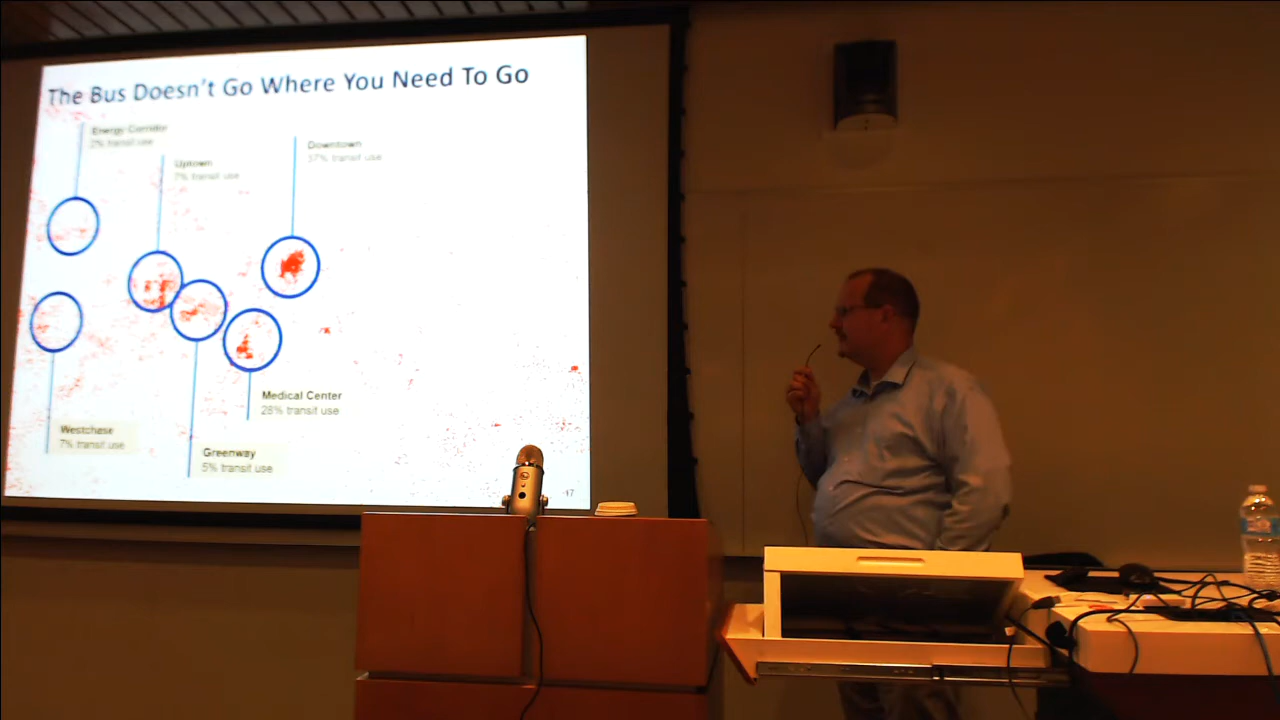 The Bus Doesn't Go Where You Need To Go
Energy Corridor
2% transit use
Uptown
7% transit use
Downtown
37% transit use
Medical Center
28% transit use
Westchase
7% transit use
Greenway
5% transit use
17